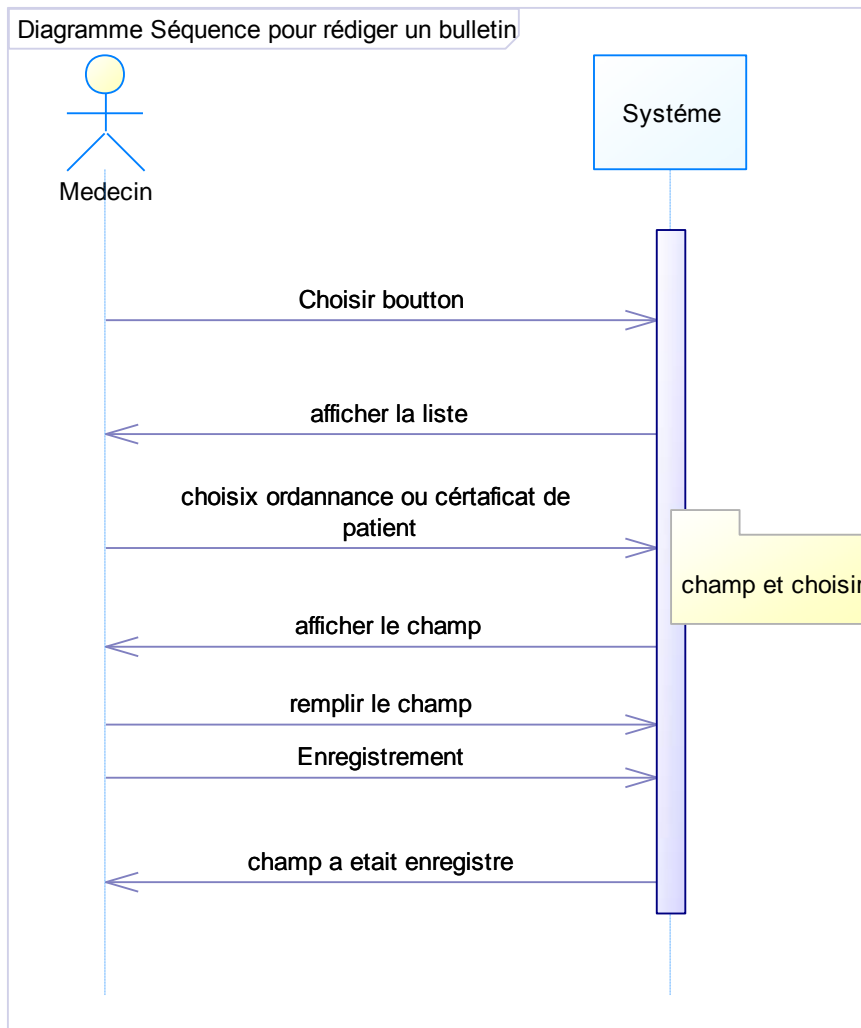 Diagramme Séquence pour rédiger un bulletin
Systéme
Medecin
Choisir boutton
afficher la liste
choisix ordannance ou cértaficat de
patient
champ et choisir
afficher le champ
remplir le champ
Enregistrement
champ a etait enregistre